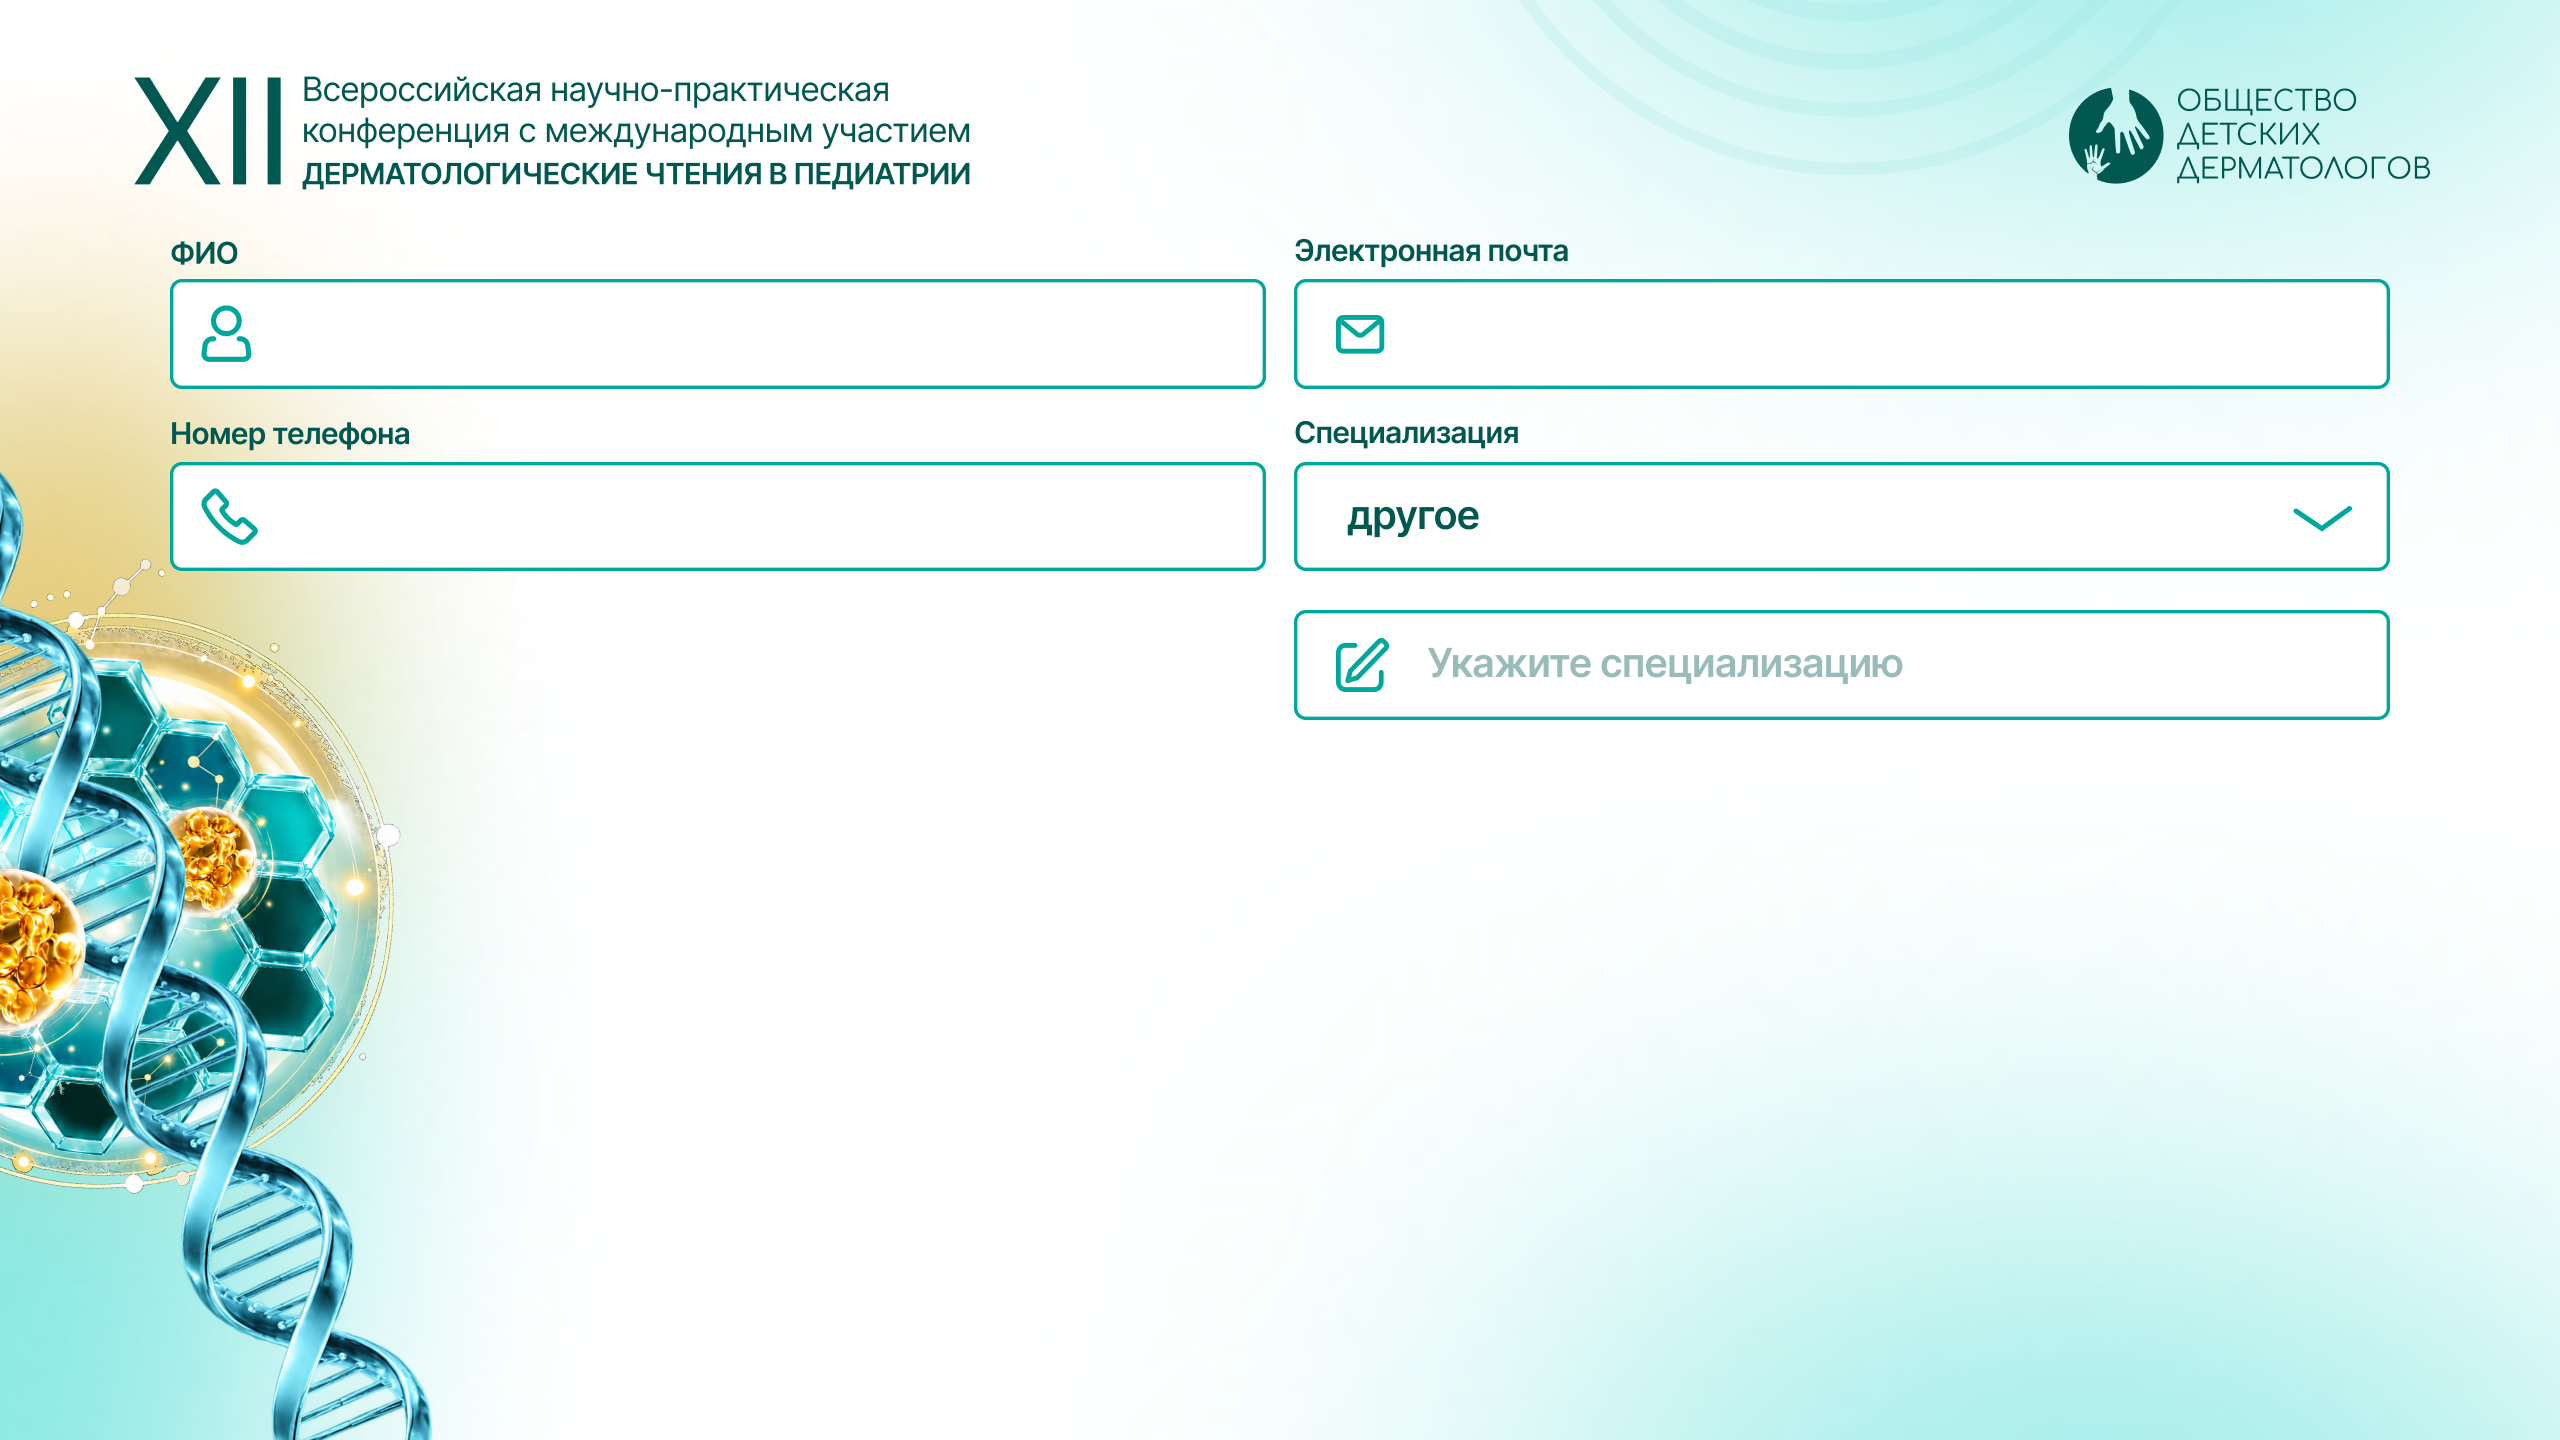 XII
Всероссийская научно-практическая
конференция с международным участием
ДЕРМАТОЛОГИЧЕСКИЕ ЧТЕНИЯ В ПЕДИАТРИИ
ОБЩЕСТВО
ДЕТСКИХ
ДЕРМАТОЛОГОВ
ФИО
Электронная почта
Номер телефона
Специализация
другое
Укажите специализацию